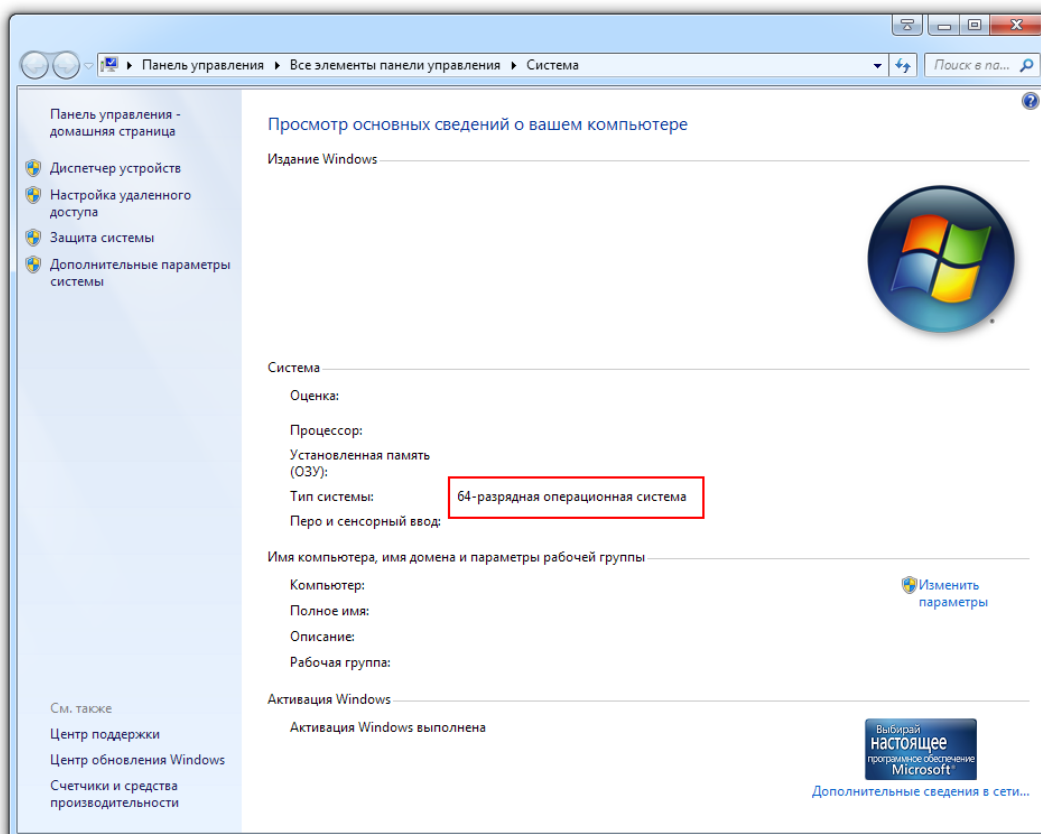 Панель управления ▸ Все элементы панели управления ▸ Система
Поиск в па...
Панель управления -
домашняя страница
Диспетчер устройств
Настройка удаленного
доступа
Защита системы
Дополнительные параметры
системы
См. также
Центр поддержки
Центр обновления Windows
Счетчики и средства
производительности
Просмотр основных сведений о вашем компьютере
Издание Windows
Система
Оценка:
Процессор:
Установленная память
(ОЗУ):
Тип системы: 64-разрядная операционная система
Перо и сенсорный ввод:
Имя компьютера, имя домена и параметры рабочей группы
Компьютер:
Изменить
параметры
Полное имя:
Описание:
Рабочая группа:
Активация Windows
Активация Windows выполнена
Выбирай
настоящее
программное обеспечение
Microsoft®
Дополнительные сведения в сети...